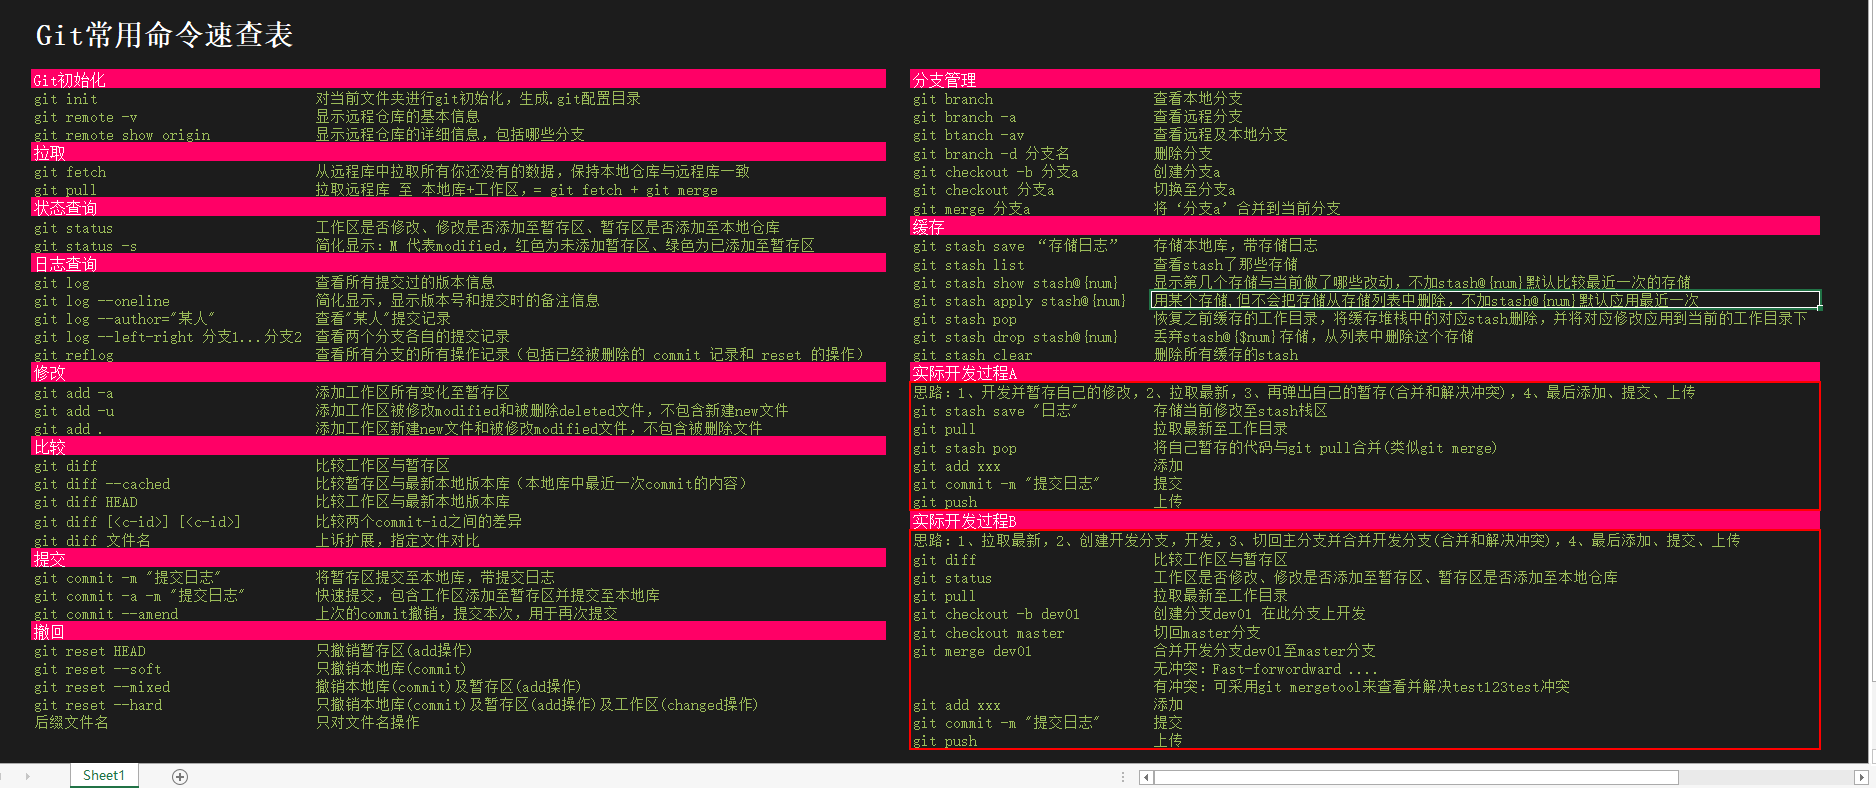 Git常用命令速查表
Git初始化
git init 对当前文件夹进行git初始化，生成.git配置目录
git remote -v 显示远程仓库的基本信息
git remote show origin 显示远程仓库的详细信息，包括哪些分支
拉取
git fetch 从远程库中拉取所有你还没有的数据，保持本地仓库与远程库一致
git pull 拉取远程库 至 本地库+工作区，= git fetch + git merge
状态查询
git status 工作区是否修改、修改是否添加至暂存区、暂存区是否添加至本地仓库
git status -s 简化显示：M 代表modified，红色为未添加暂存区、绿色为已添加至暂存区
日志查询
git log 查看所有提交过的版本信息
git log --oneline 简化显示，显示版本号和提交时的备注信息
git log --author="某人" 查看"某人"提交记录
git log --left-right 分支1...分支2 查看两个分支各自的提交记录
git reflog 查看所有分支的所有操作记录（包括已经被删除的 commit 记录和 reset 的操作）
修改
git add -a 添加工作区所有变化至暂存区
git add -u 添加工作区被修改modified和被删除deleted文件，不包含新建new文件
git add . 添加工作区新建new文件和被修改modified文件，不包含被删除文件
比较
git diff 比较工作区与暂存区
git diff --cached 比较暂存区与最新本地版本库（本地库中最近一次commit的内容）
git diff HEAD 比较工作区与最新本地版本库
git diff [<c-id>] [<c-id>] 比较两个commit-id之间的差异
git diff 文件名 上诉扩展，指定文件对比
提交
git commit -m "提交日志" 将暂存区提交至本地库，带提交日志
git commit -a -m "提交日志" 快速提交，包含工作区添加至暂存区并提交至本地库
git commit --amend 上次的commit撤销，提交本次，用于再次提交
撤回
git reset HEAD 只撤销暂存区(add操作)
git reset --soft 只撤销本地库(commit)
git reset --mixed 撤销本地库(commit)及暂存区(add操作)
git reset --hard 只撤销本地库(commit)及暂存区(add操作)及工作区(changed操作)
后缀文件名 只对文件名操作
分支管理
git branch 查看本地分支
git branch -a 查看远程分支
git btanch -av 查看远程及本地分支
git branch -d 分支名 删除分支
git checkout -b 分支a 创建分支a
git checkout 分支a 切换至分支a
git merge 分支a 将‘分支a’合并到当前分支
缓存
git stash save “存储日志” 存储本地库，带存储日志
git stash list 查看stash了那些存储
git stash show stash@{num} 显示第几个存储与当前做了哪些改动，不加stash@{num}默认比较最近一次的存储
git stash apply stash@{num} 用某个存储,但不会把存储从存储列表中删除，不加stash@{num}默认应用最近一次
git stash pop 恢复之前缓存的工作目录，将缓存堆栈中的对应stash删除，并将对应修改应用到当前的工作目录下
git stash drop stash@{num} 丢弃stash@{$num}存储，从列表中删除这个存储
git stash clear 删除所有缓存的stash
实际开发过程A
思路：1、开发并暂存自己的修改，2、拉取最新，3、再弹出自己的暂存(合并和解决冲突)，4、最后添加、提交、上传
git stash save "日志" 存储当前修改至stash栈区
git pull 拉取最新至工作目录
git stash pop 将自己暂存的代码与git pull合并(类似git merge)
git add xxx 添加
git commit -m "提交日志" 提交
git push 上传
实际开发过程B
思路：1、拉取最新，2、创建开发分支，开发，3、切回主分支并合并开发分支(合并和解决冲突)，4、最后添加、提交、上传
git diff 比较工作区与暂存区
git status 工作区是否修改、修改是否添加至暂存区、暂存区是否添加至本地仓库
git pull 拉取最新至工作目录
git checkout -b dev01 创建分支dev01 在此分支上开发
git checkout master 切回master分支
git merge dev01 合并开发分支dev01至master分支
无冲突：Fast-forwordward ....
有冲突：可采用git mergetool来查看并解决test123test冲突
git add xxx 添加
git commit -m "提交日志" 提交
git push 上传
Sheet1